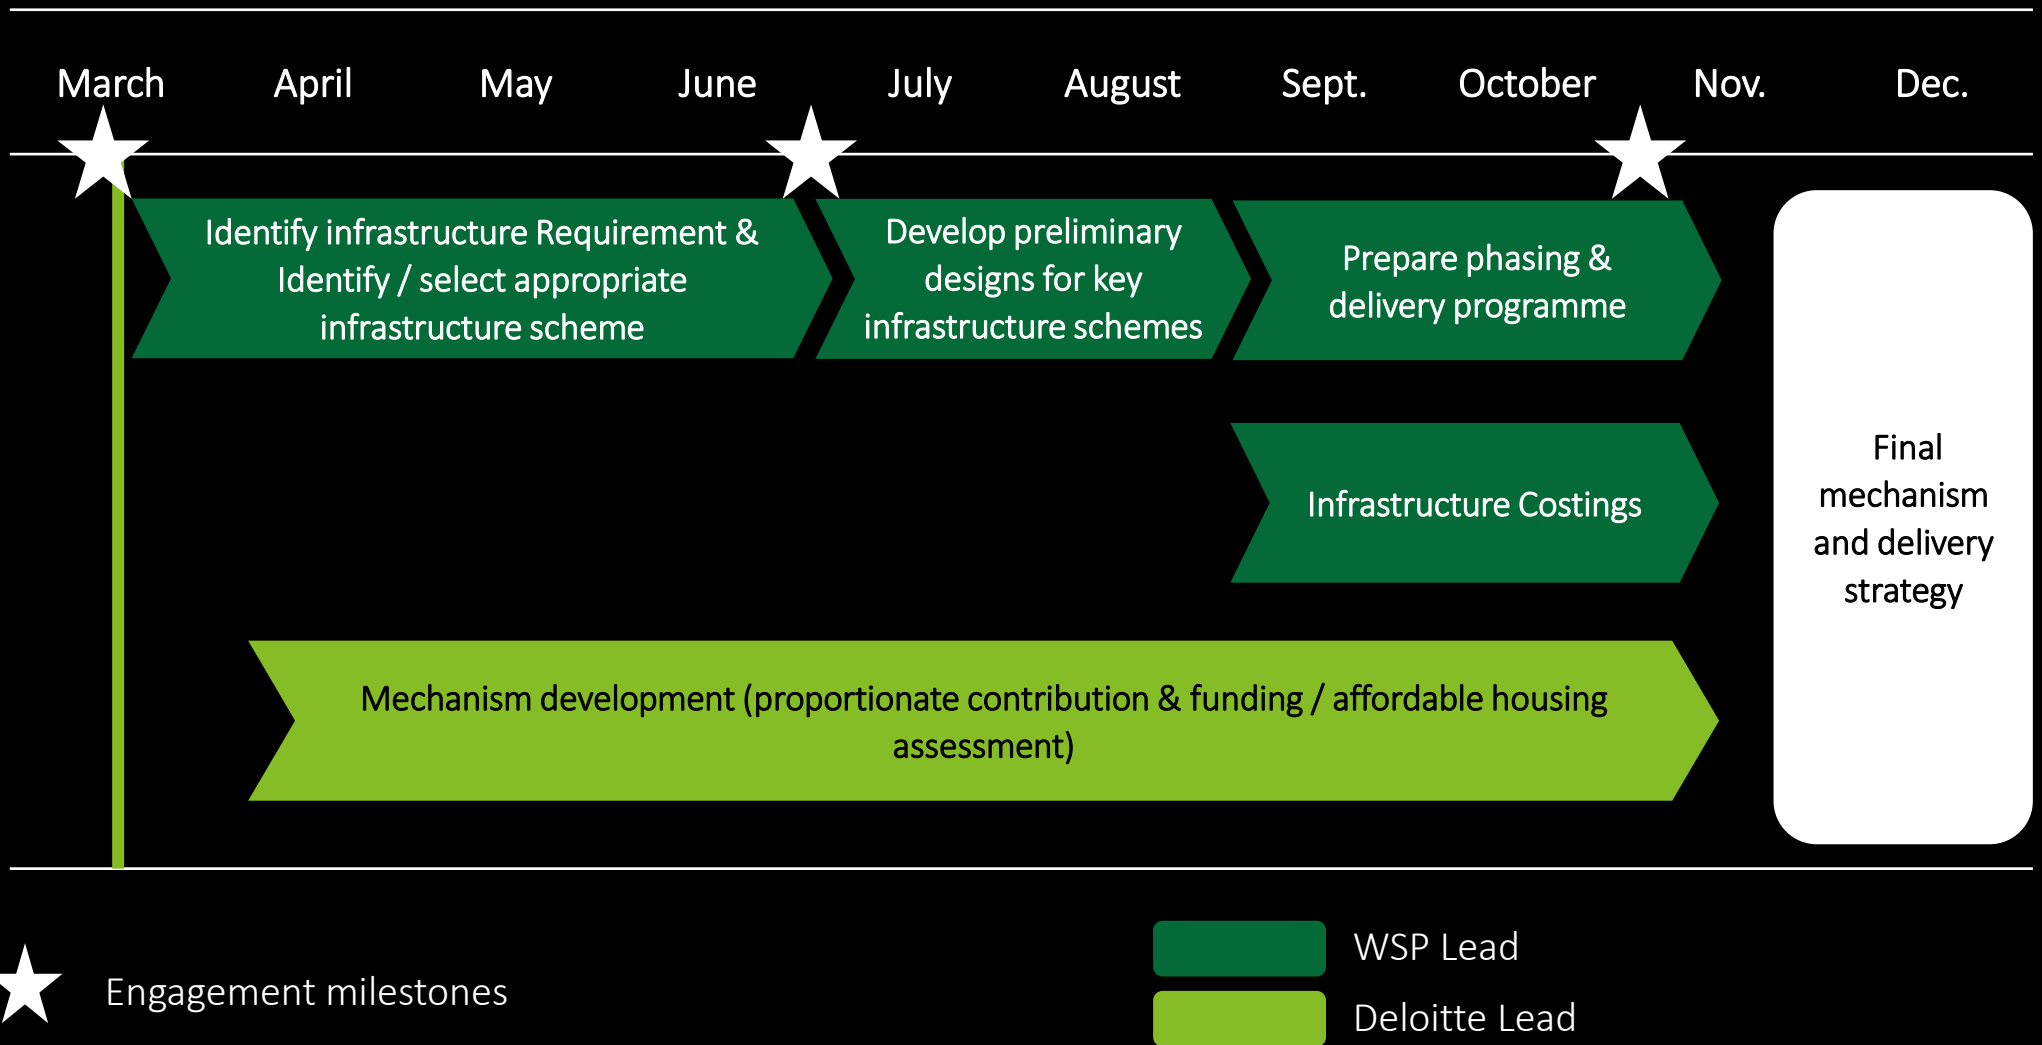 March April May June July August Sept. October Nov. Dec.
Identify infrastructure Requirement &
Identify / select appropriate
infrastructure scheme
Develop preliminary
designs for key
infrastructure schemes
Prepare phasing &
delivery programme
Infrastructure Costings
Mechanism development (proportionate contribution & funding / affordable housing
assessment)
Final
mechanism
and delivery
strategy
Engagement milestones
WSP Lead
Deloitte Lead